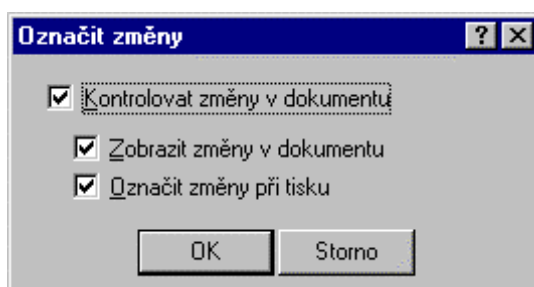 Označit změny
Kontrolovat změny v dokumentu
Zobrazit změny v dokumentu
Označit změny při tisku
OK Storno